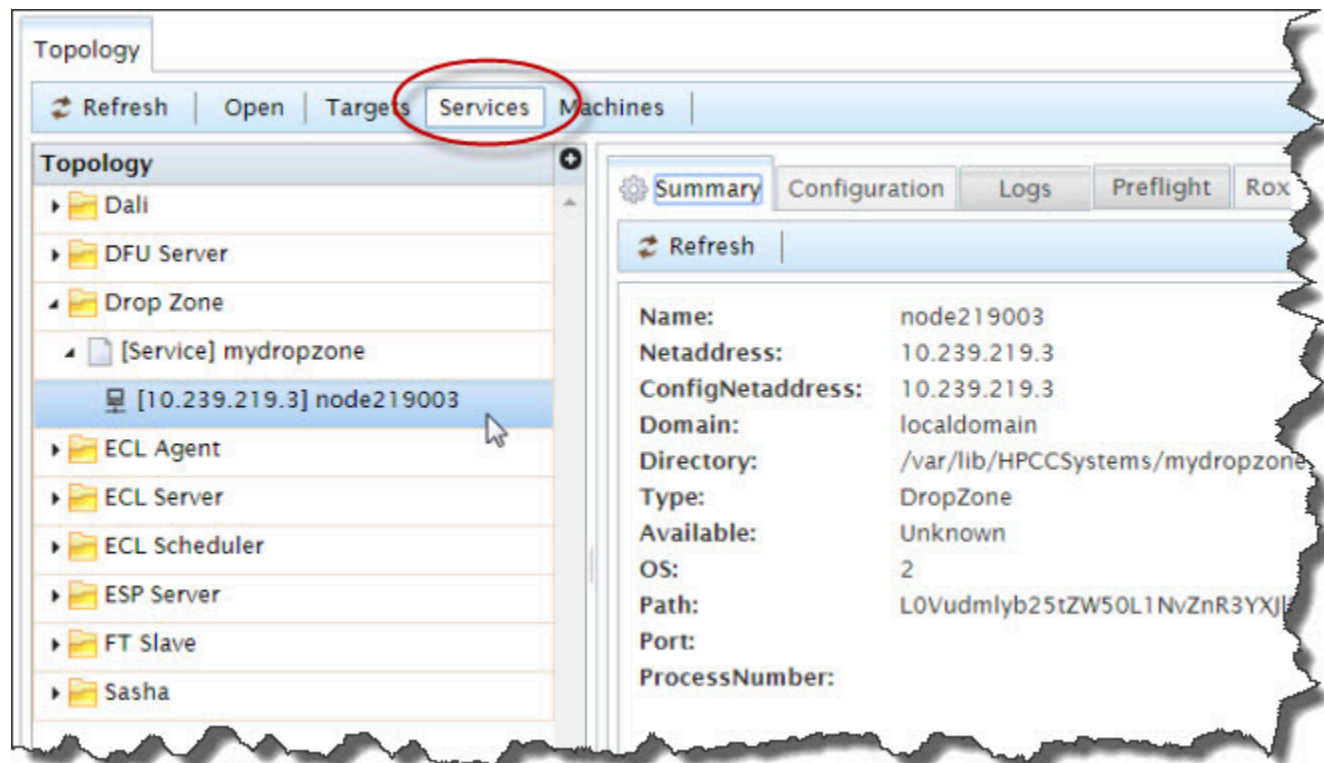 Topology
Refresh Open Targets Services Machines
Topology
Dali
DFU Server
Drop Zone
[Service] mydropzone
[10.239.219.3] node219003
ECL Agent
ECL Server
ECL Scheduler
ESP Server
FT Slave
Sasha
Summary Configuration Logs Preflight Rox
Refresh
Name: node219003
Netaddress: 10.239.219.3
ConfigNetaddress: 10.239.219.3
Domain: localdomain
Directory: /var/lib/HPCCSystems/mydropzone
Type: DropZone
Available: Unknown
OS: 2
Path:
Port:
ProcessNumber: